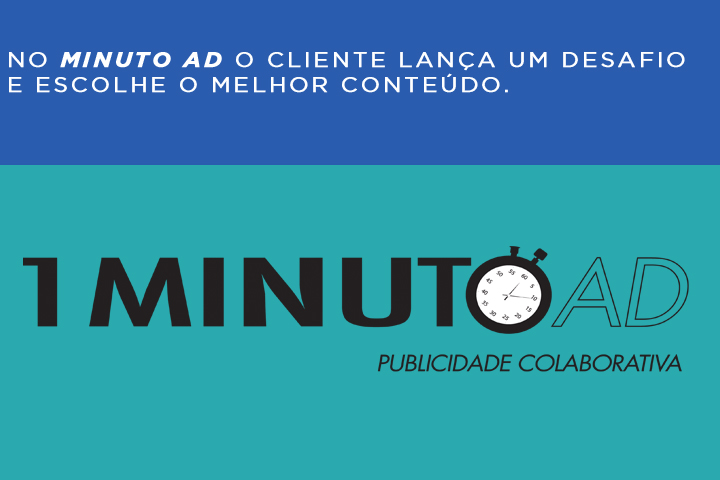 NO MINUTO AD O CLIENTE LANÇA UM DESAFIO
E ESCOLHE O MELHOR CONTEÚDO.
1 MINUTO AD
PUBLICIDADE COLABORATIVA